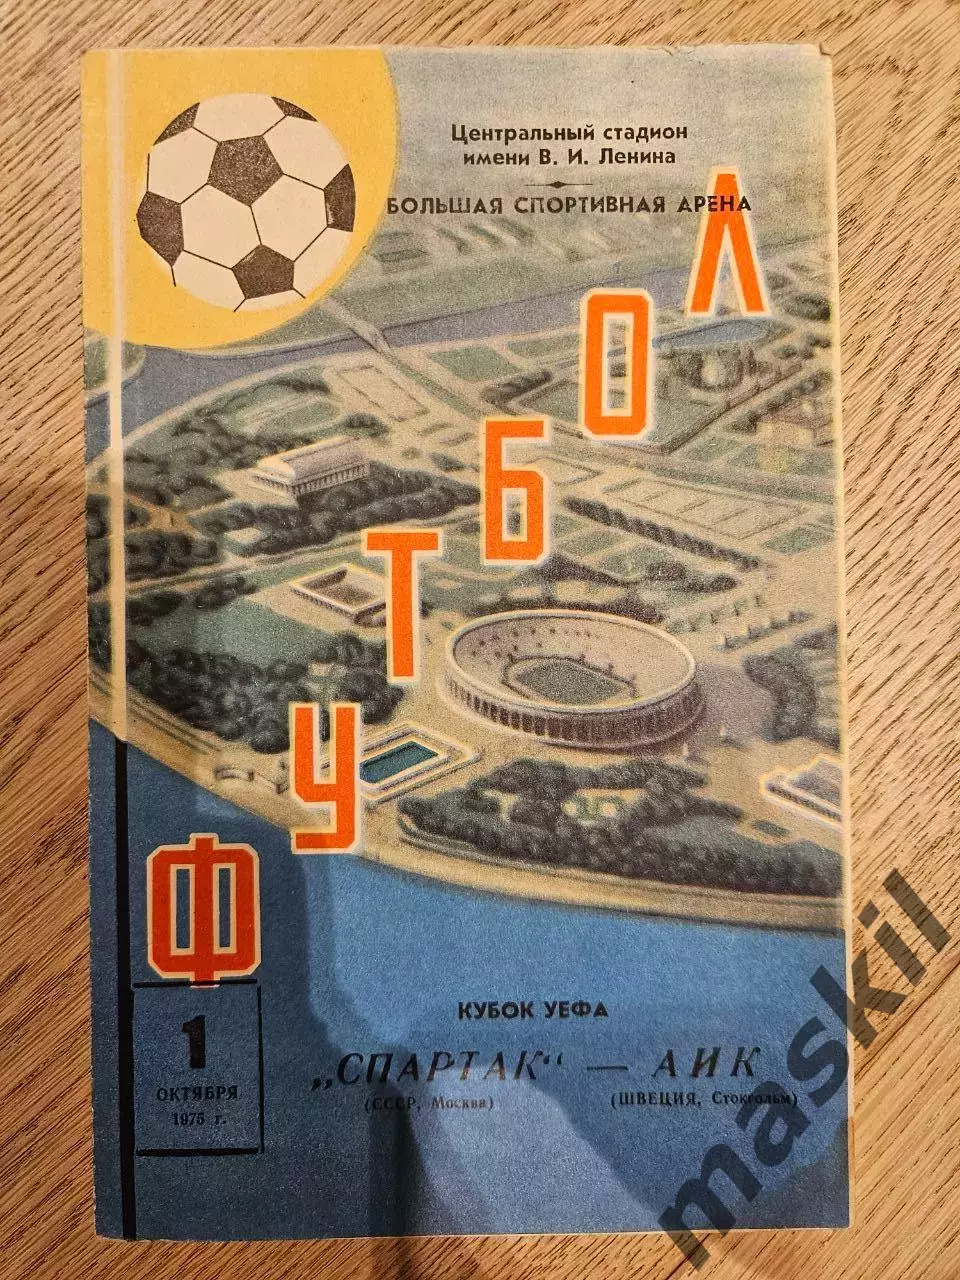 Центральный стадион
имени В. И. Ленина
БОЛЬШАЯ СПОРТИВНАЯ АРЕНА
ФУТБОЛ
КУБОК УЕФА
„СПАРТАК“ — АИК
(СССР, Москва) (ШВЕЦИЯ, Стокгольм)
1
ОКТЯБРЯ
1975 г.
maskil